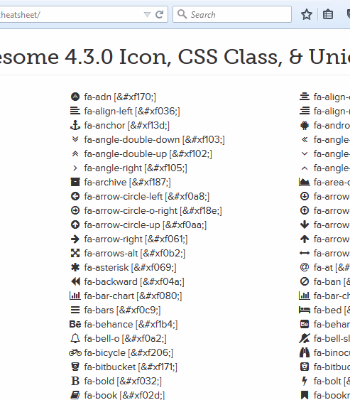 cheatsheet/
Search
esome 4.3.0 Icon, CSS Class, & Uni
fa-adn [&#xf170;]
fa-align-left [&#xf036;]
fa-anchor [&#xf13d;]
fa-angle-double-down [&#xf103;]
fa-angle-double-up [&#xf102;]
fa-angle-right [&#xf105;]
fa-archive [&#xf187;]
fa-arrow-circle-left [&#xf0a8;]
fa-arrow-circle-o-right [&#xf18e;]
fa-arrow-circle-up [&#xf0aa;]
fa-arrow-right [&#xf061;]
fa-arrows-alt [&#xf0b2;]
fa-asterisk [&#xf069;]
fa-backward [&#xf04a;]
fa-bar-chart [&#xf080;]
fa-bars [&#xf0c9;]
fa-behance [&#xf1b4;]
fa-bell-o [&#xf0a2;]
fa-bicycle [&#xf206;]
fa-bitbucket [&#xf171;]
fa-bold [&#xf032;]
fa-book [&#xf02d;]
fa-align-
fa-align-
fa-andro
fa-angle-
fa-angle-
fa-angle-
fa-area-c
fa-arrow
fa-arrow
fa-arrow
fa-arrow
fa-arrow
fa-at [&#
fa-ban [&
fa-bar-ch
fa-bed [&
fa-behar
fa-bell-sl
fa-binoc
fa-bitbuc
fa-bolt [&
fa-bookr